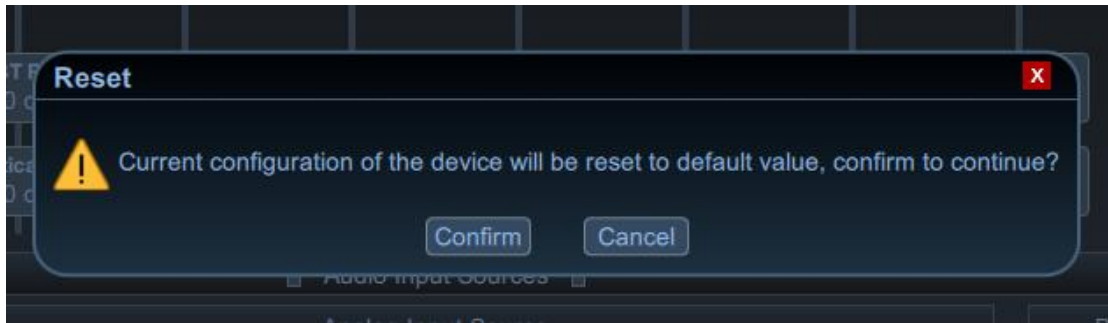 Reset
X
Current configuration of the device will be reset to default value, confirm to continue?
Confirm
Cancel
Audio Input Sources